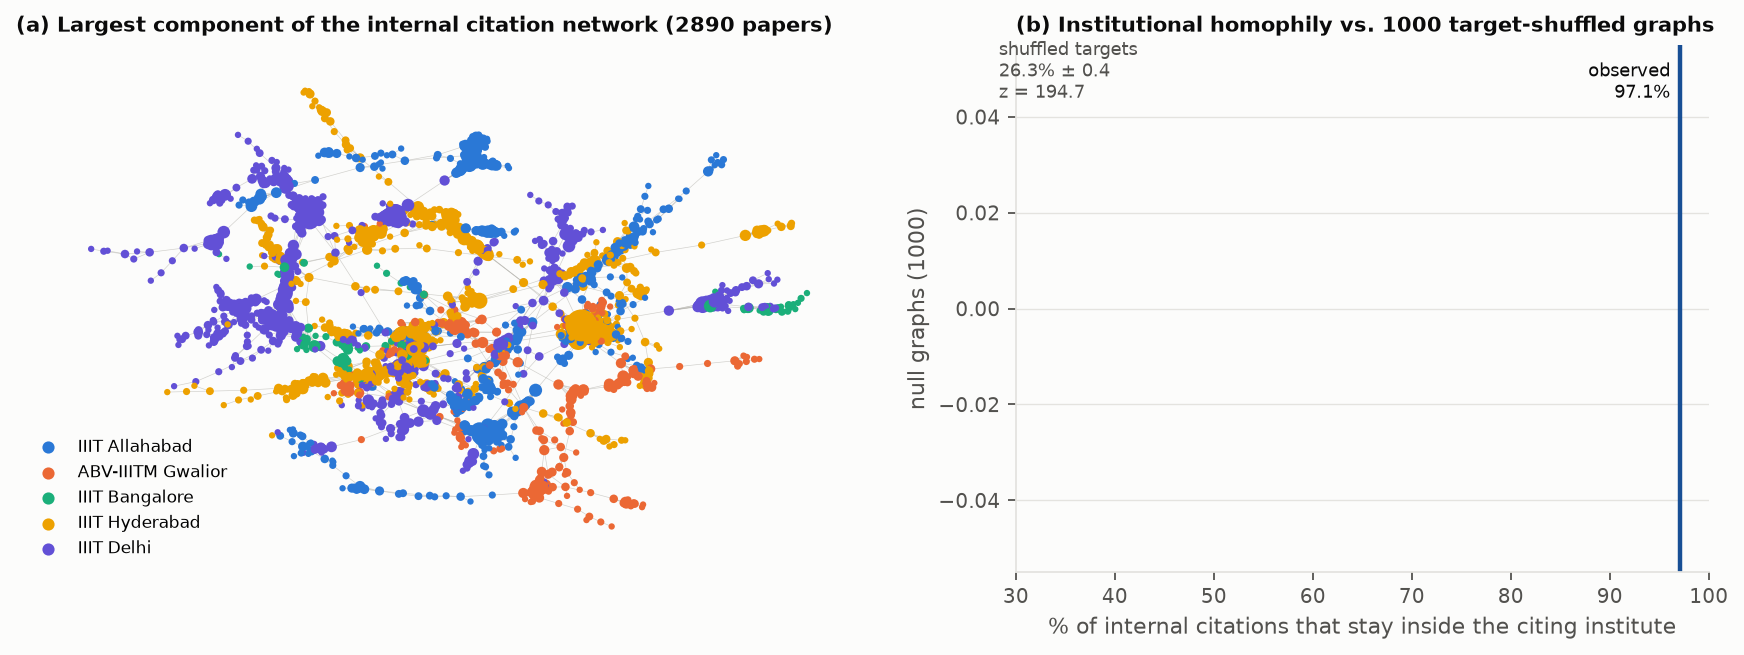 (a) Largest component of the internal citation network (2890 papers)
IIIT Allahabad
ABV-IIITM Gwalior
IIIT Bangalore
IIIT Hyderabad
IIIT Delhi
(b) Institutional homophily vs. 1000 target-shuffled graphs
shuffled targets
26.3% ± 0.4
z = 194.7
observed
97.1%
null graphs (1000)
0.04
0.02
0.00
−0.02
−0.04
30 40 50 60 70 80 90 100
% of internal citations that stay inside the citing institute